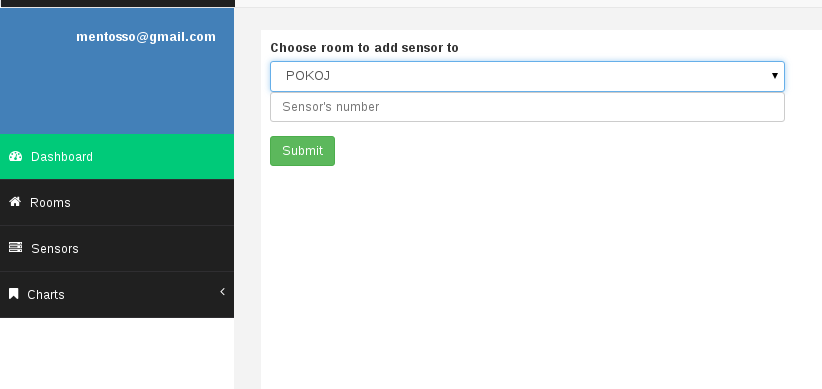 mentosso@gmail.com
Dashboard
Rooms
Sensors
Charts
Choose room to add sensor to
POKOJ
Sensor's number
Submit